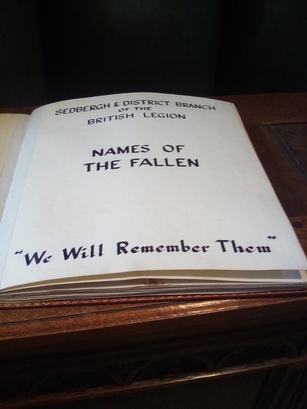 SEDBERGH & DISTRICT BRANCH
OF THE
BRITISH LEGION
NAMES OF
THE FALLEN
"We Will Remember Them"